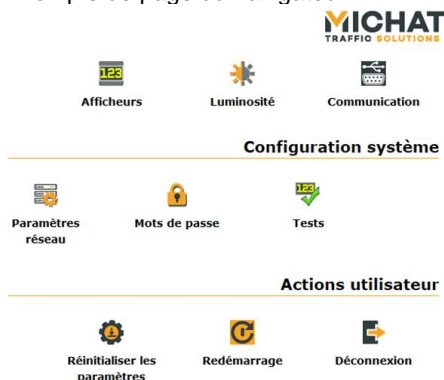 MICHAT
TRAFFIC SOLUTIONS
123
Afficheurs
Luminosité
Communication
Configuration système
123
Paramètres réseau
Mots de passe
Tests
Actions utilisateur
Réinitialiser les paramètres
Redémarrage
Déconnexion